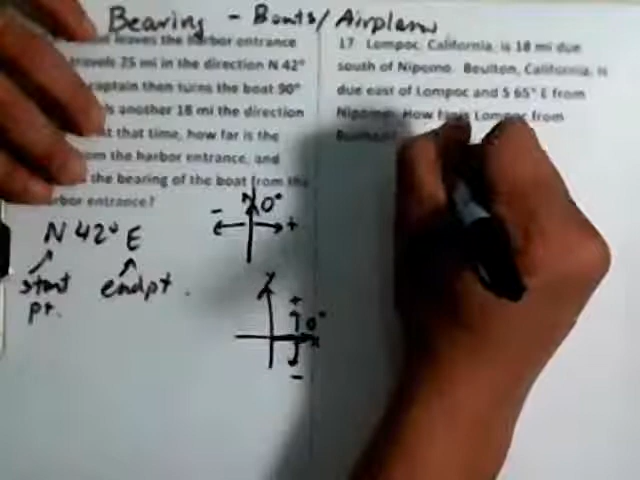 Bearing - Boats/Airplanes
leaves the harbor entrance
travels 25 mi in the direction N 42°
captain then turns the boat 90°
another 18 mi the direction
at that time, how far is the
from the harbor entrance, and
the bearing of the boat from the
entrance?
N 42° E
start pt.
endpt.
- 0° +
y
+
0°
x
-
17 Lompoc, California, is 18 mi due
south of Nipomo. Beulton, California, is
due east of Lompoc and S 65° E from
Nipomo. How far is Lompoc from